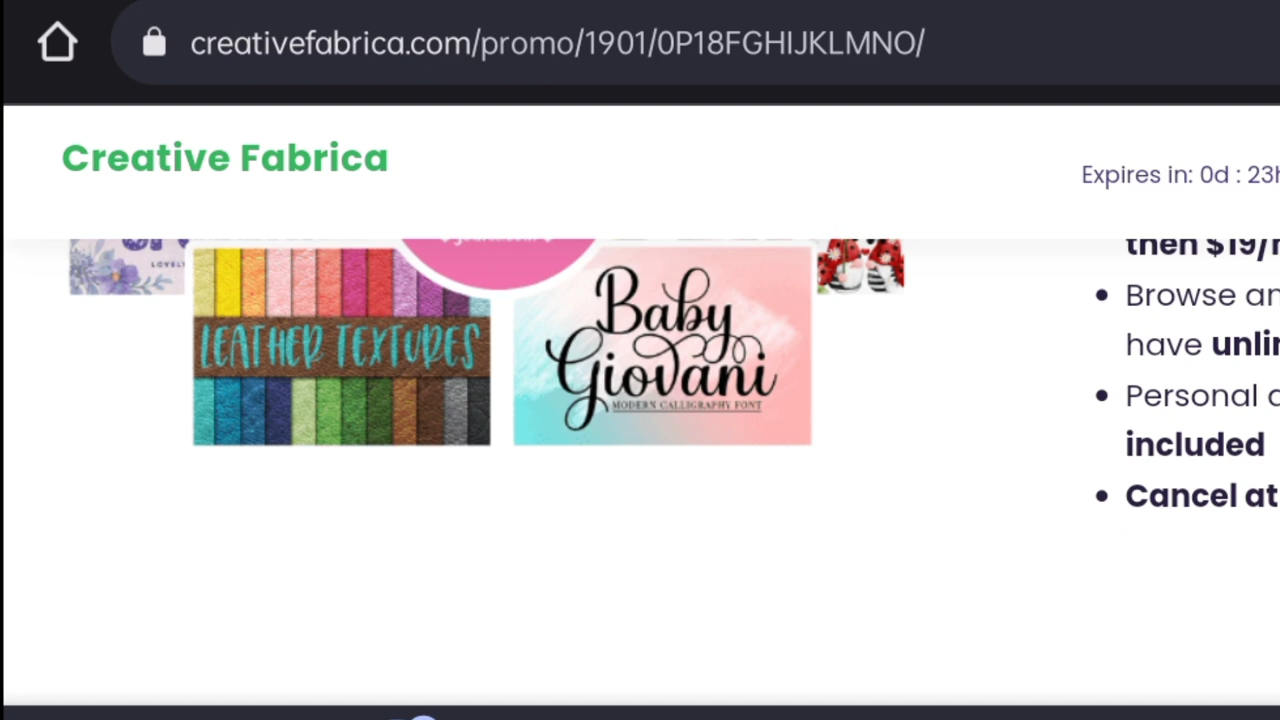 creativefabrica.com/promo/1901/0P18FGHIJKLMNO/
Creative Fabrica
Expires in: 0d : 23h
LOVELY
LEATHER TEXTURES
Baby
Giovani
MODERN CALLIGRAPHY FONT
then $19/
Browse an
have unli
Personal
included
Cancel at